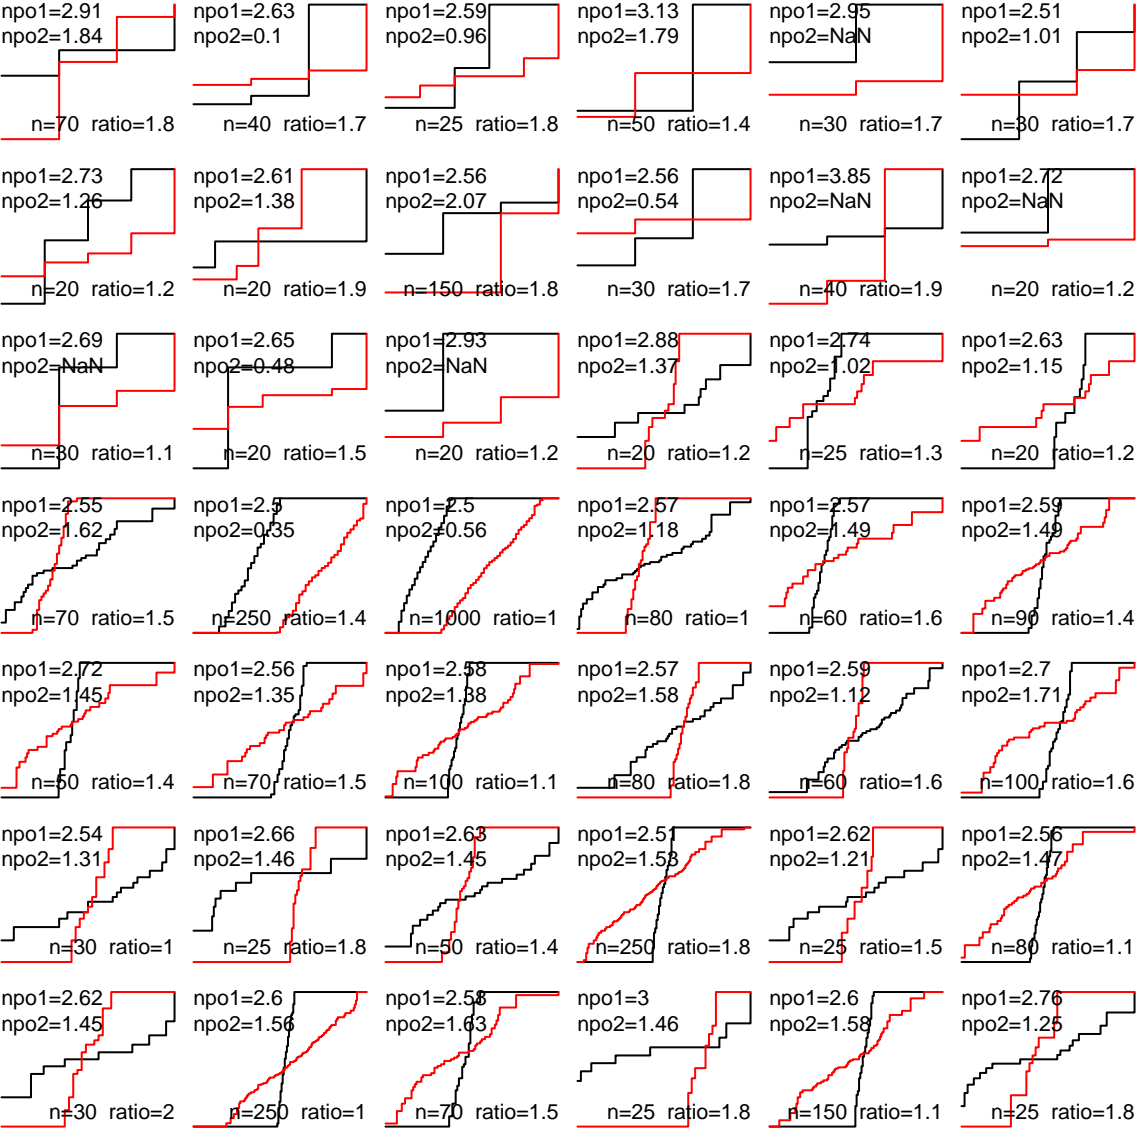 npo1=2.91
npo2=1.84
n=70 ratio=1.8
npo1=2.63
npo2=0.1
n=40 ratio=1.7
npo1=2.59
npo2=0.96
n=25 ratio=1.8
npo1=3.13
npo2=1.79
n=50 ratio=1.4
npo1=2.95
npo2=NaN
n=30 ratio=1.7
npo1=2.51
npo2=1.01
n=30 ratio=1.7
npo1=2.73
npo2=1.26
n=20 ratio=1.2
npo1=2.61
npo2=1.38
n=20 ratio=1.9
npo1=2.56
npo2=2.07
n=150 ratio=1.8
npo1=2.56
npo2=0.54
n=30 ratio=1.7
npo1=3.85
npo2=NaN
n=40 ratio=1.9
npo1=2.72
npo2=NaN
n=20 ratio=1.2
npo1=2.69
npo2=NaN
n=30 ratio=1.1
npo1=2.65
npo2=0.48
n=20 ratio=1.5
npo1=2.93
npo2=NaN
n=20 ratio=1.2
npo1=2.88
npo2=1.37
n=20 ratio=1.2
npo1=2.74
npo2=1.02
n=25 ratio=1.3
npo1=2.63
npo2=1.15
n=20 ratio=1.2
npo1=2.55
npo2=1.62
n=70 ratio=1.5
npo1=2.5
npo2=0.35
n=250 ratio=1.4
npo1=2.5
npo2=0.56
n=1000 ratio=1
npo1=2.57
npo2=1.18
n=80 ratio=1
npo1=2.57
npo2=1.49
n=60 ratio=1.6
npo1=2.59
npo2=1.49
n=90 ratio=1.4
npo1=2.72
npo2=1.45
n=50 ratio=1.4
npo1=2.56
npo2=1.35
n=70 ratio=1.5
npo1=2.58
npo2=1.38
n=100 ratio=1.1
npo1=2.57
npo2=1.58
n=80 ratio=1.8
npo1=2.59
npo2=1.12
n=60 ratio=1.6
npo1=2.7
npo2=1.71
n=100 ratio=1.6
npo1=2.54
npo2=1.31
n=30 ratio=1
npo1=2.66
npo2=1.46
n=25 ratio=1.8
npo1=2.63
npo2=1.45
n=50 ratio=1.4
npo1=2.51
npo2=1.53
n=250 ratio=1.8
npo1=2.62
npo2=1.21
n=25 ratio=1.5
npo1=2.56
npo2=1.47
n=80 ratio=1.1
npo1=2.62
npo2=1.45
n=30 ratio=2
npo1=2.6
npo2=1.56
n=250 ratio=1
npo1=2.58
npo2=1.63
n=70 ratio=1.5
npo1=3
npo2=1.46
n=25 ratio=1.8
npo1=2.6
npo2=1.58
n=150 ratio=1.1
npo1=2.76
npo2=1.25
n=25 ratio=1.8